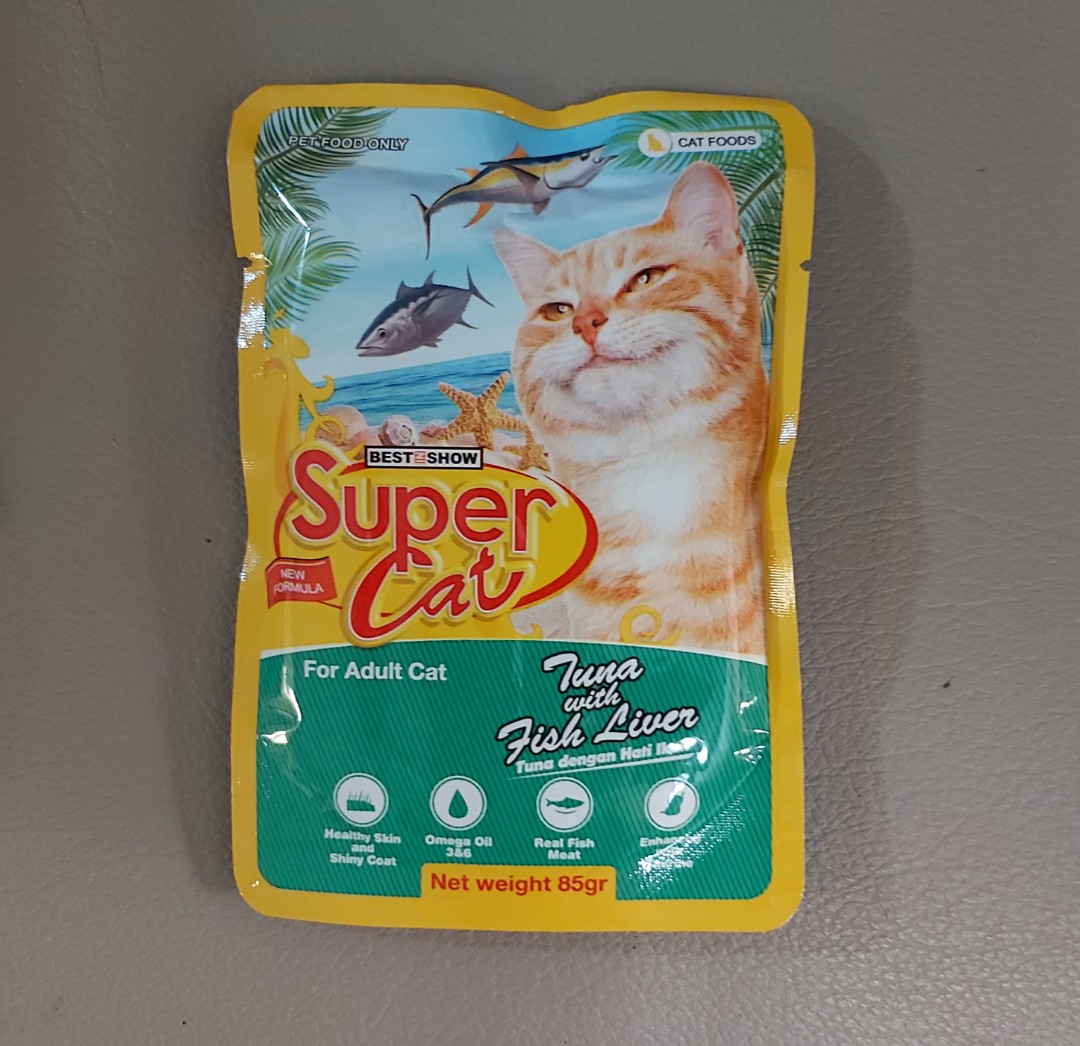 PET FOOD ONLY
CAT FOODS
BEST IN SHOW
Super
Cat
NEW
FORMULA
For Adult Cat
Tuna
with
Fish Liver
Tuna dengan Hati
Healthy Skin
and
Shiny Coat
Omega Oil
3&6
Real Fish
Meat
Net weight 85gr